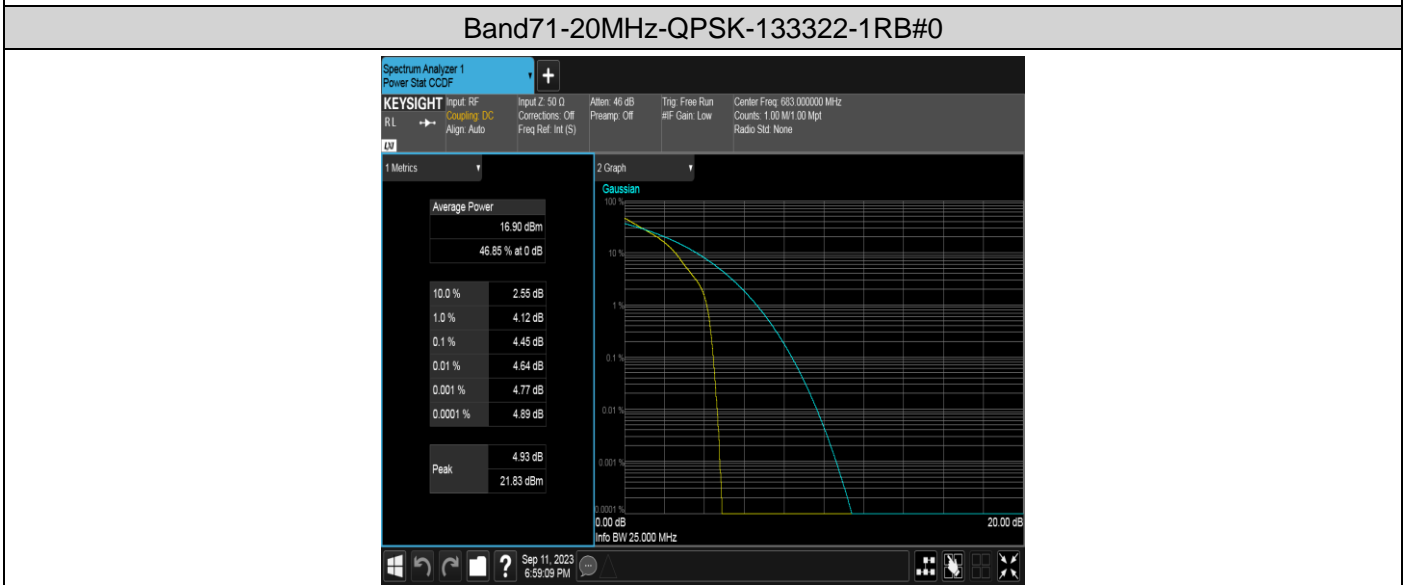 Band71-20MHz-QPSK-133322-1RB#0
Spectrum Analyzer 1
Power Stat CCDF
KEYSIGHT
RL
LXI
Input: RF
Coupling: DC
Align: Auto
Input Z: 50 Ω
Corrections: Off
Freq Ref: Int (S)
Atten: 46 dB
Preamp: Off
Trig: Free Run
#IF Gain: Low
Center Freq: 683.000000 MHz
Counts: 1.00 M/1.00 Mpt
Radio Std: None
1 Metrics
Average Power
16.90 dBm
46.85 % at 0 dB
10.0 % 2.55 dB
1.0 % 4.12 dB
0.1 % 4.45 dB
0.01 % 4.64 dB
0.001 % 4.77 dB
0.0001 % 4.89 dB
Peak
4.93 dB
21.83 dBm
2 Graph
Gaussian
100 %
10 %
1 %
0.1 %
0.01 %
0.001 %
0.0001 %
0.00 dB 20.00 dB
Info BW 25.000 MHz
?
Sep 11, 2023
6:59:09 PM